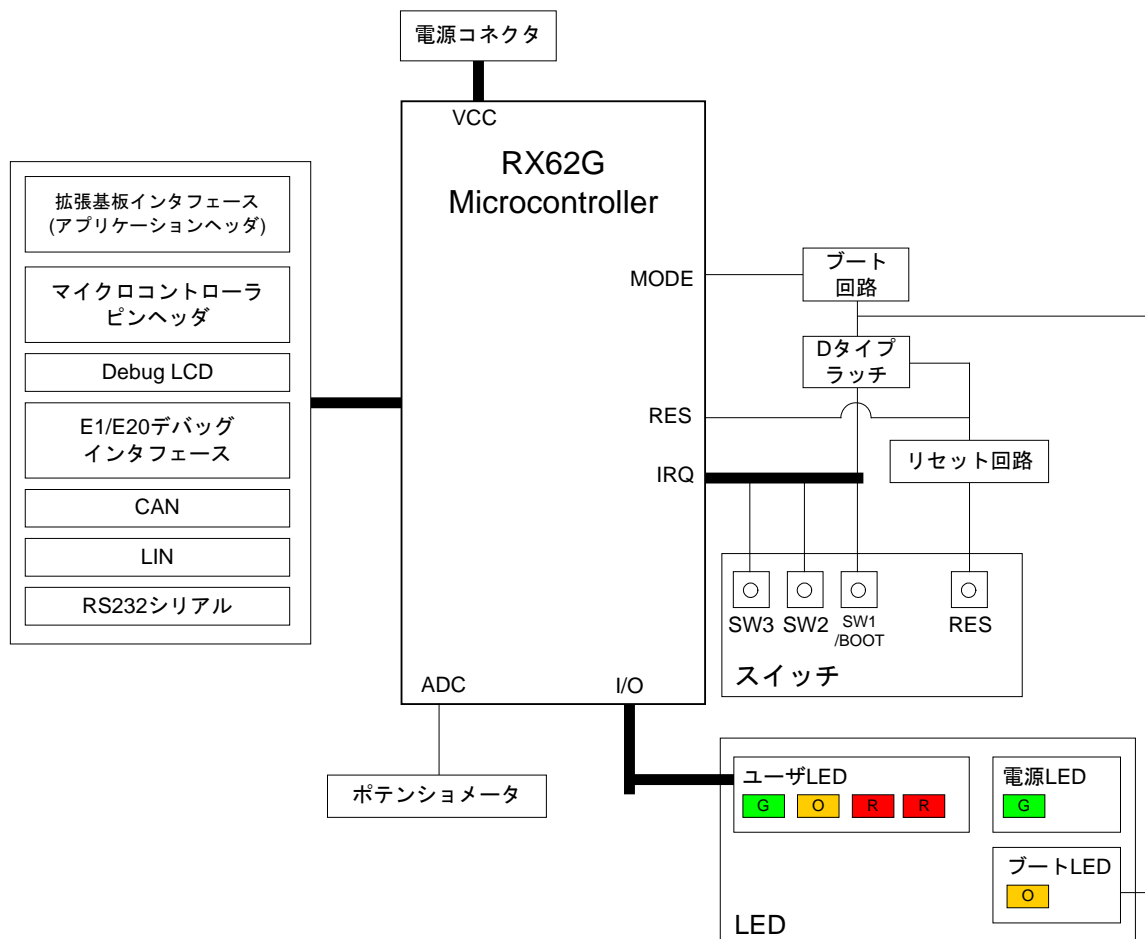 電源コネクタ
VCC
RX62G
Microcontroller
拡張基板インタフェース
(アプリケーションヘッダ)
マイクロコントローラ
ピンヘッダ
Debug LCD
E1/E20デバッグ
インタフェース
CAN
LIN
RS232シリアル
MODE
RES
IRQ
ブート
回路
Dタイプ
ラッチ
リセット回路
SW3
SW2
SW1
/BOOT
RES
スイッチ
ADC
I/O
ポテンショメータ
ユーザLED
G
O
R
R
電源LED
G
ブートLED
O
LED